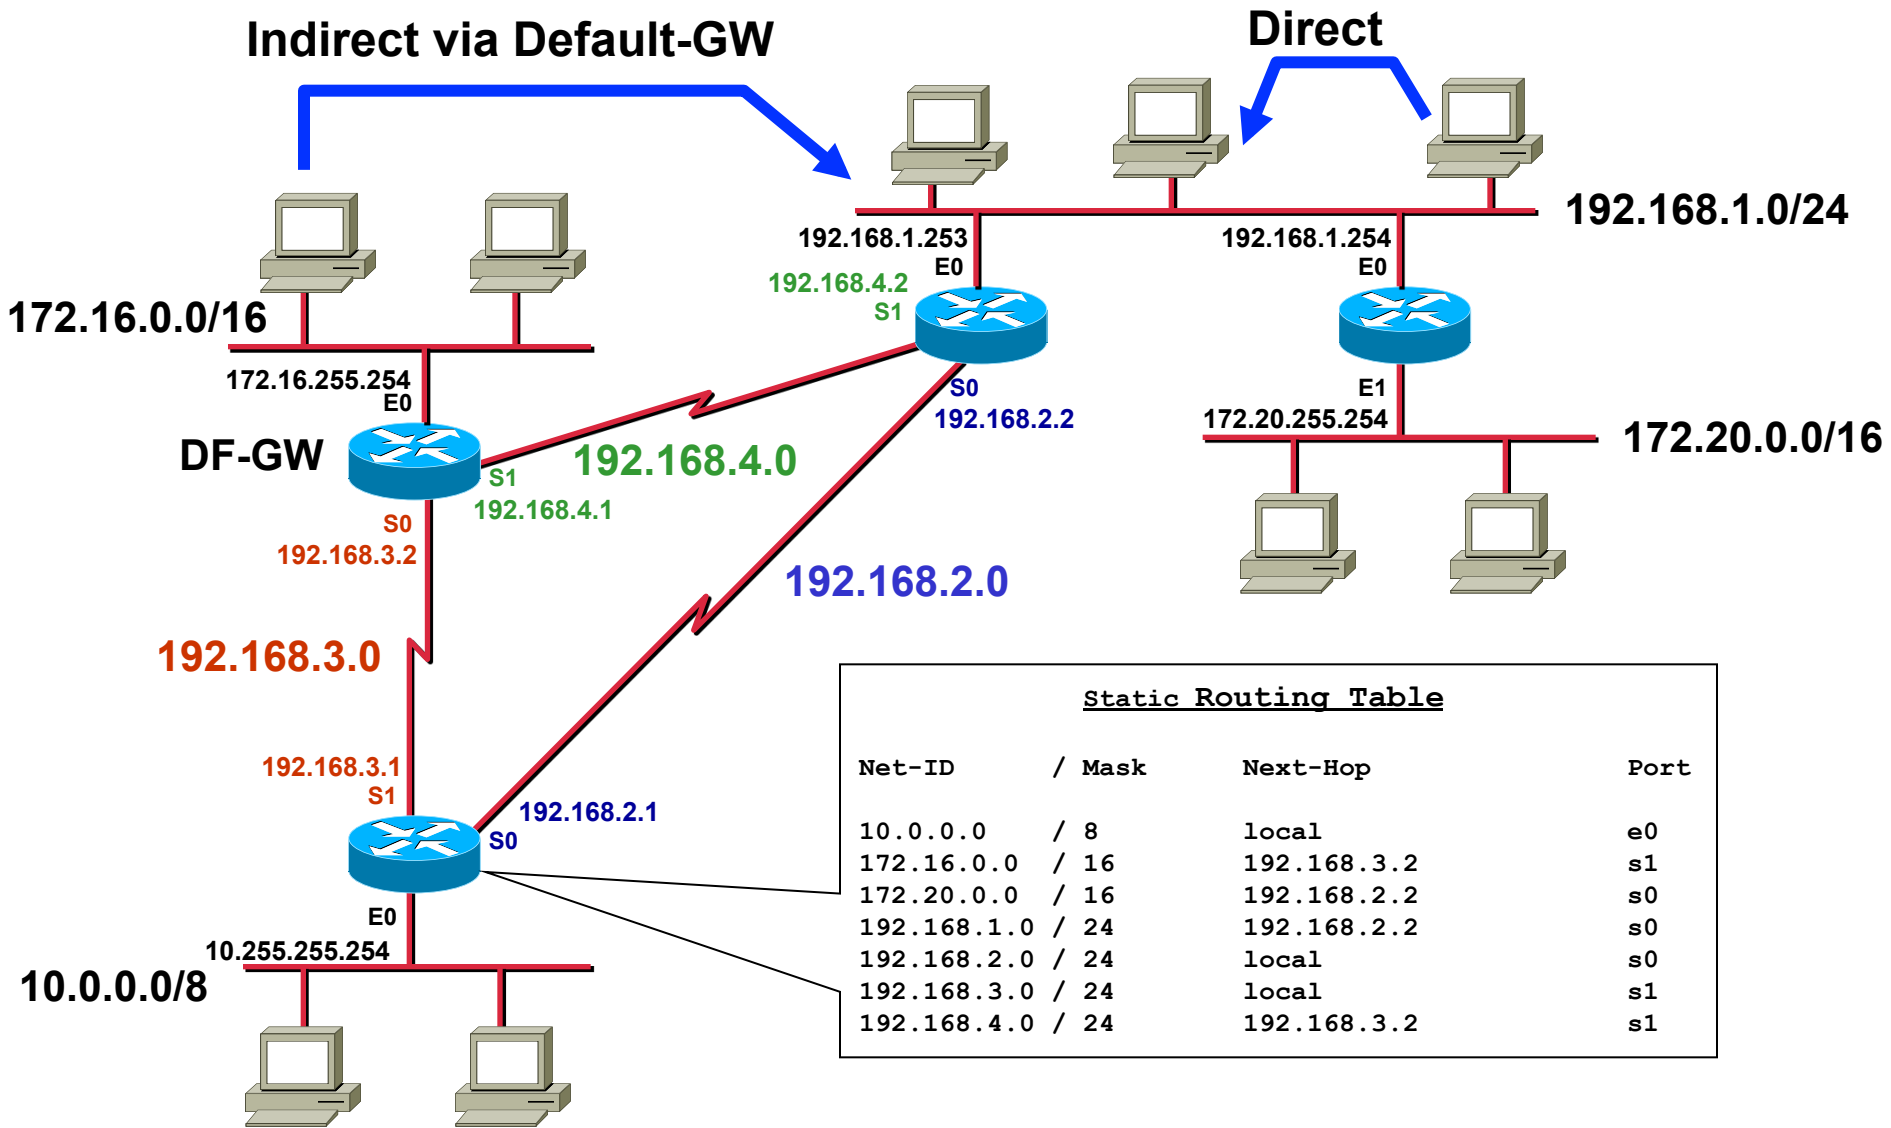 Indirect via Default-GW
Direct
192.168.1.0/24
192.168.1.253
E0
192.168.4.2
S1
192.168.1.254
E0
172.16.0.0/16
172.16.255.254
E0
DF-GW
S1
192.168.4.1
192.168.4.0
S0
192.168.2.2
E1
172.20.255.254
172.20.0.0/16
S0
192.168.3.2
192.168.3.0
192.168.2.0
192.168.3.1
S1
192.168.2.1
S0
E0
10.255.255.254
10.0.0.0/8
Static Routing Table
Net-ID / Mask Next-Hop Port
10.0.0.0 / 8 local e0
172.16.0.0 / 16 192.168.3.2 s1
172.20.0.0 / 16 192.168.2.2 s0
192.168.1.0 / 24 192.168.2.2 s0
192.168.2.0 / 24 local s0
192.168.3.0 / 24 local s1
192.168.4.0 / 24 192.168.3.2 s1